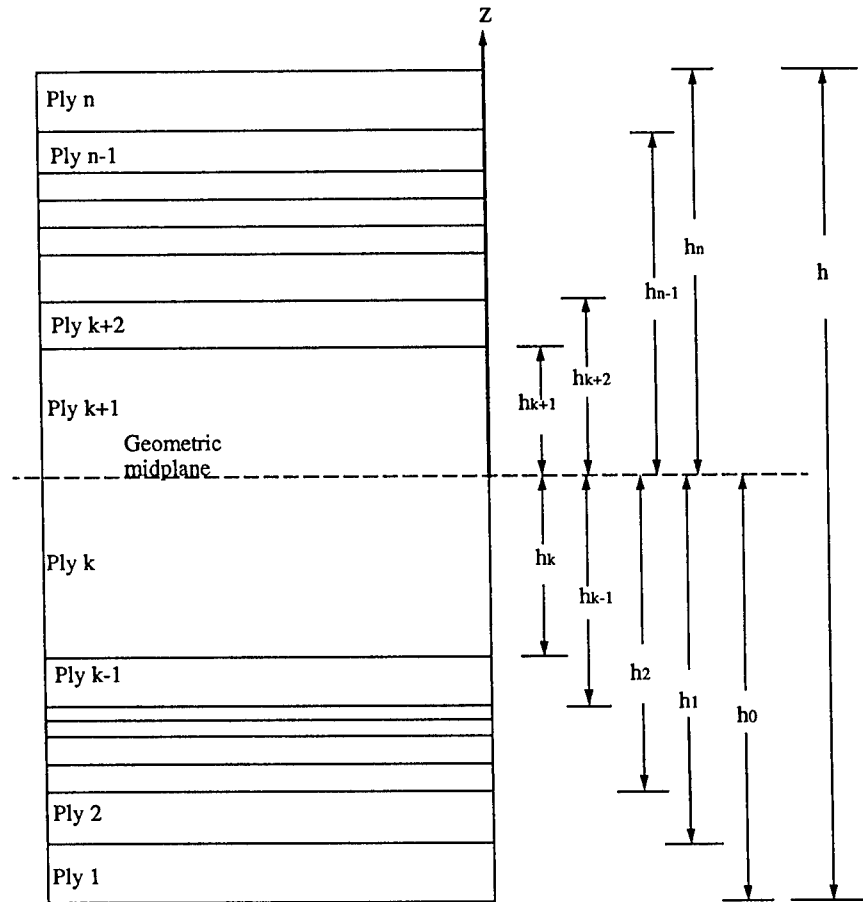 Z
Ply n
Ply n-1
hn
h
hn-1
Ply k+2
hk+2
hk+1
Ply k+1
Geometric
midplane
Ply k
hk
hk-1
Ply k-1
h2
h1
h0
Ply 2
Ply 1